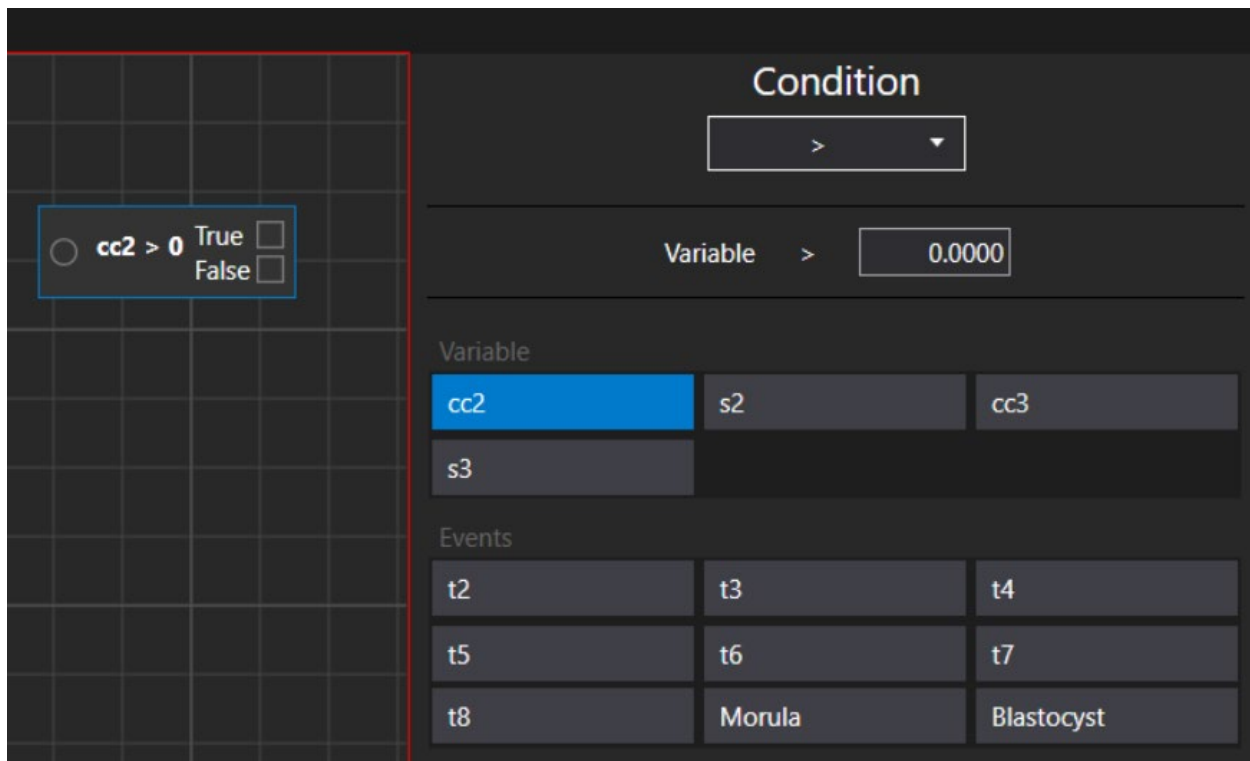 cc2 > 0
True
False
Condition
>
Variable > 0.0000
Variable
cc2 s2 cc3
s3
Events
t2 t3 t4
t5 t6 t7
t8 Morula Blastocyst